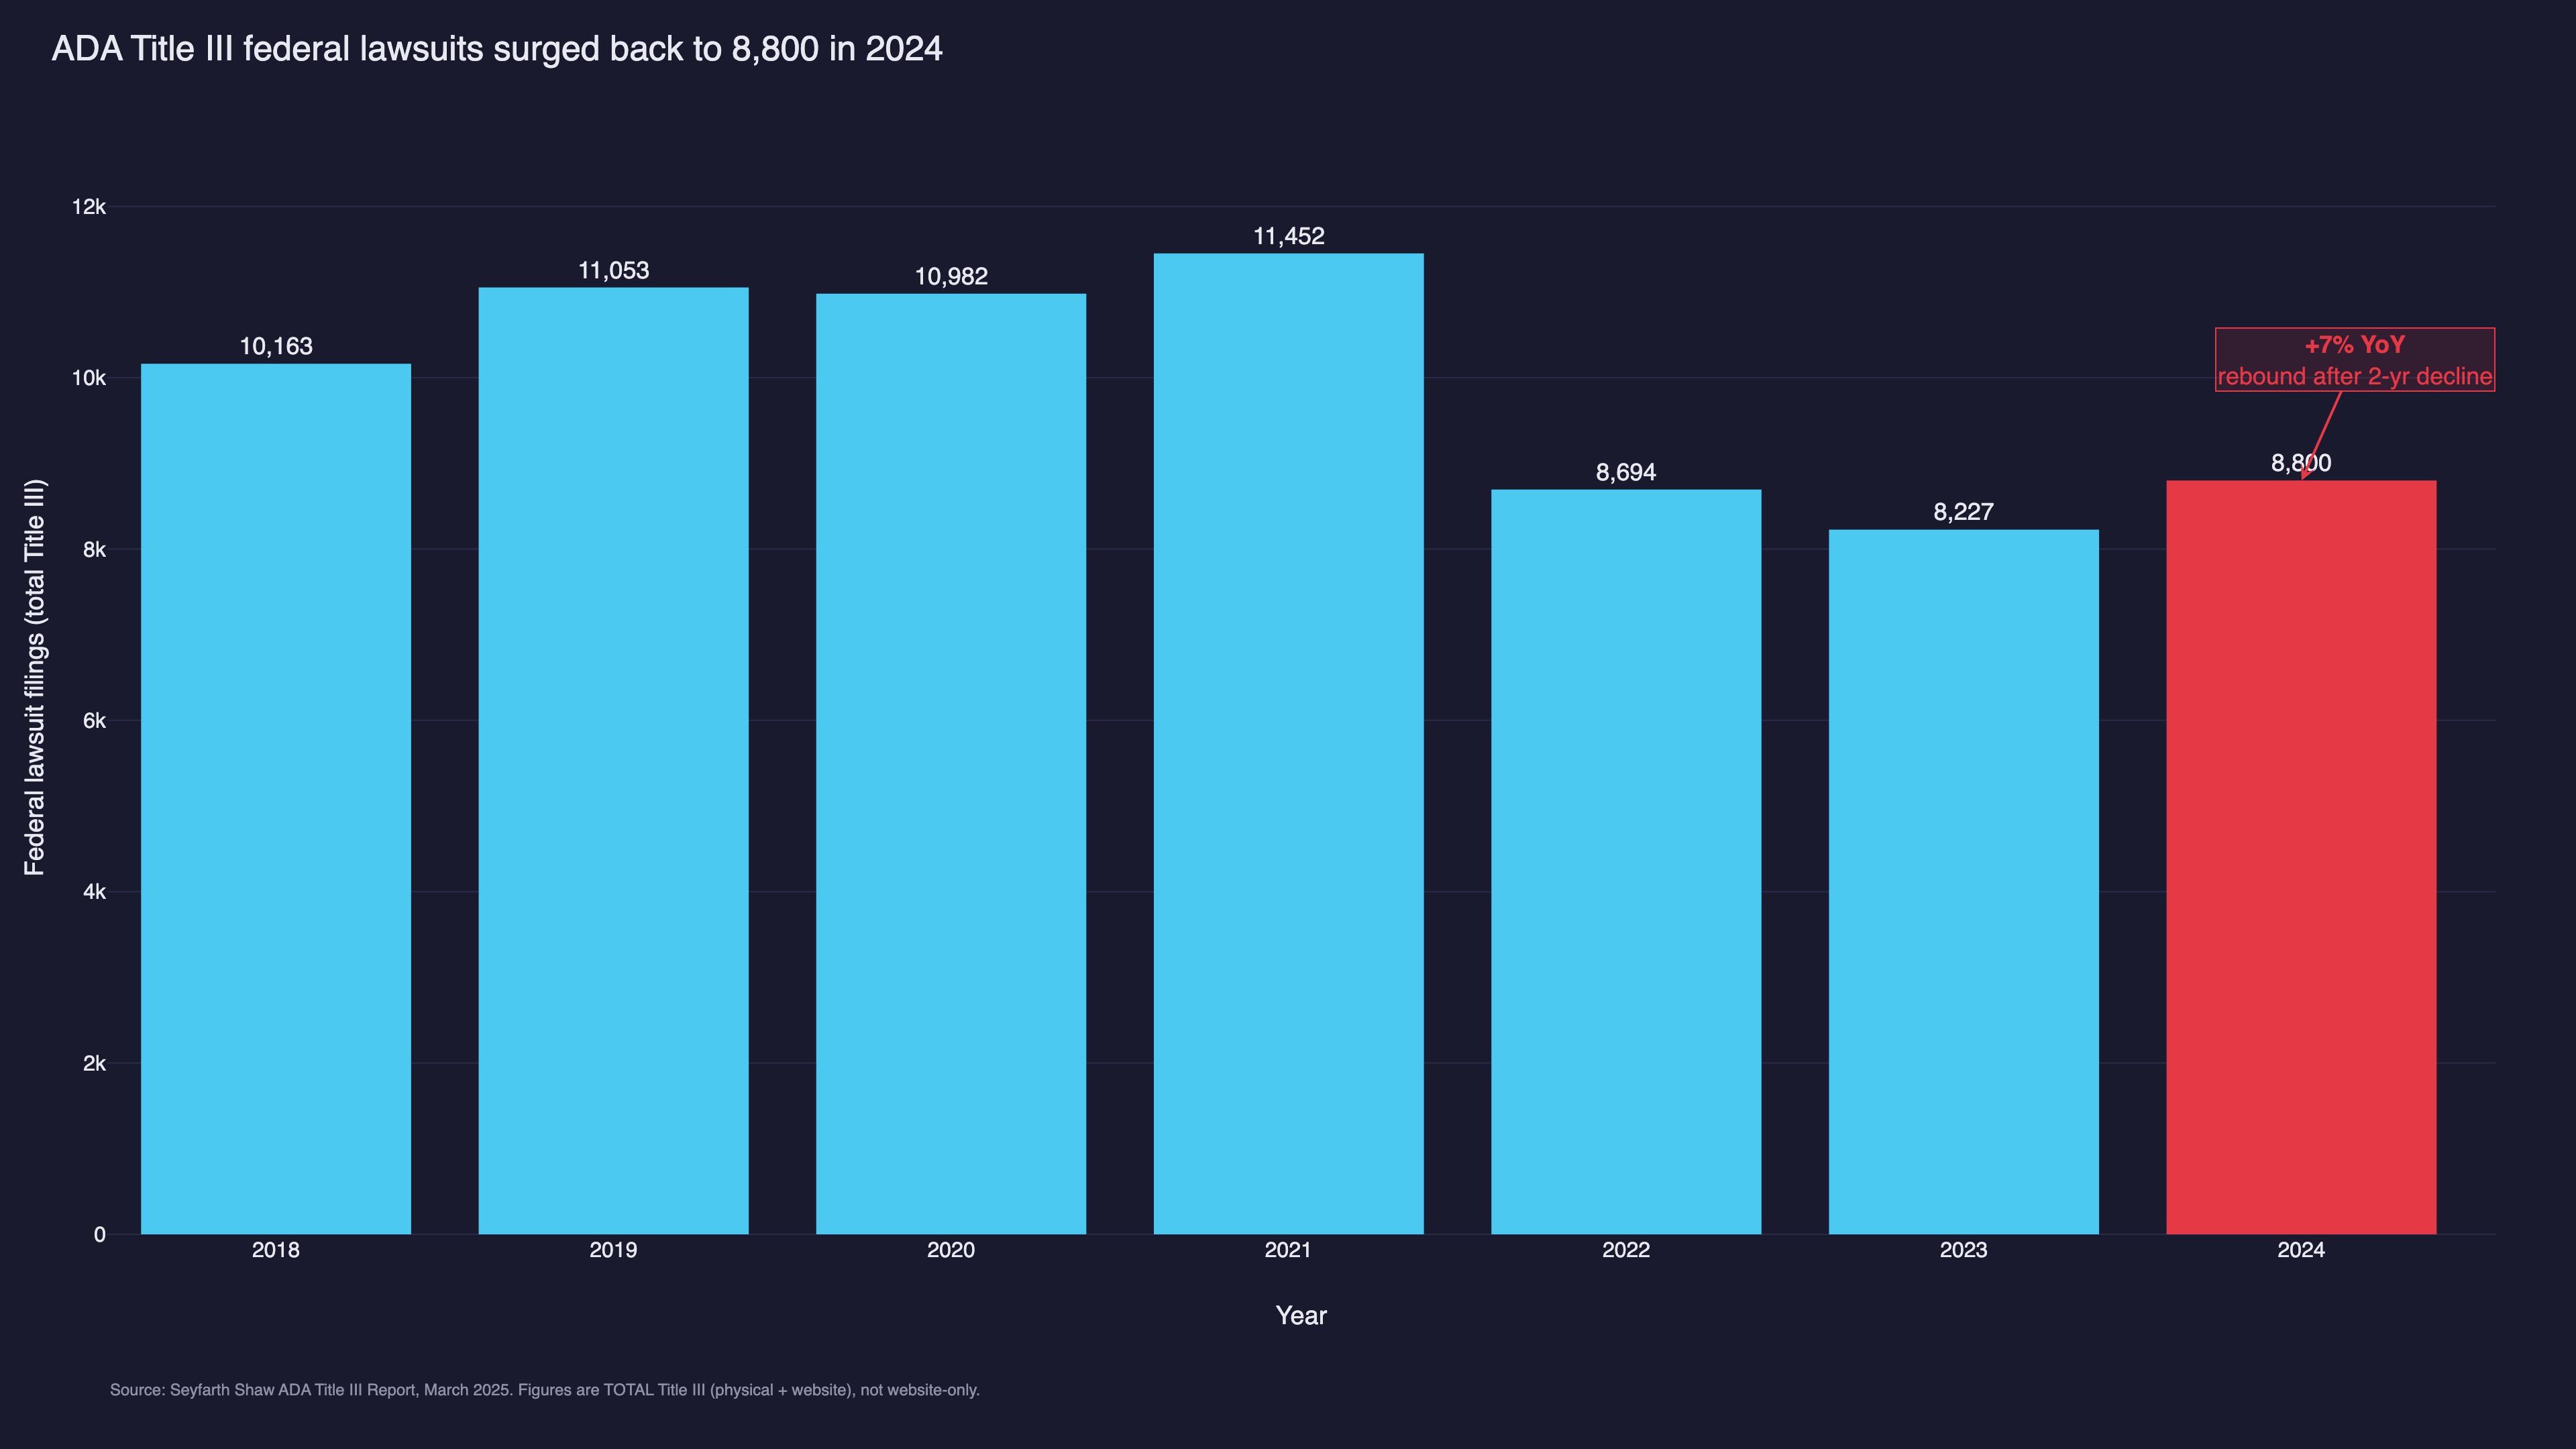 ADA Title III federal lawsuits surged back to 8,800 in 2024
Federal lawsuit filings (total Title III)
12k
10k
8k
6k
4k
2k
0
10,163
11,053
10,982
11,452
8,694
8,227
8,800
+7% YoY
rebound after 2-yr decline
2018
2019
2020
2021
2022
2023
2024
Year
Source: Seyfarth Shaw ADA Title III Report, March 2025. Figures are TOTAL Title III (physical + website), not website-only.